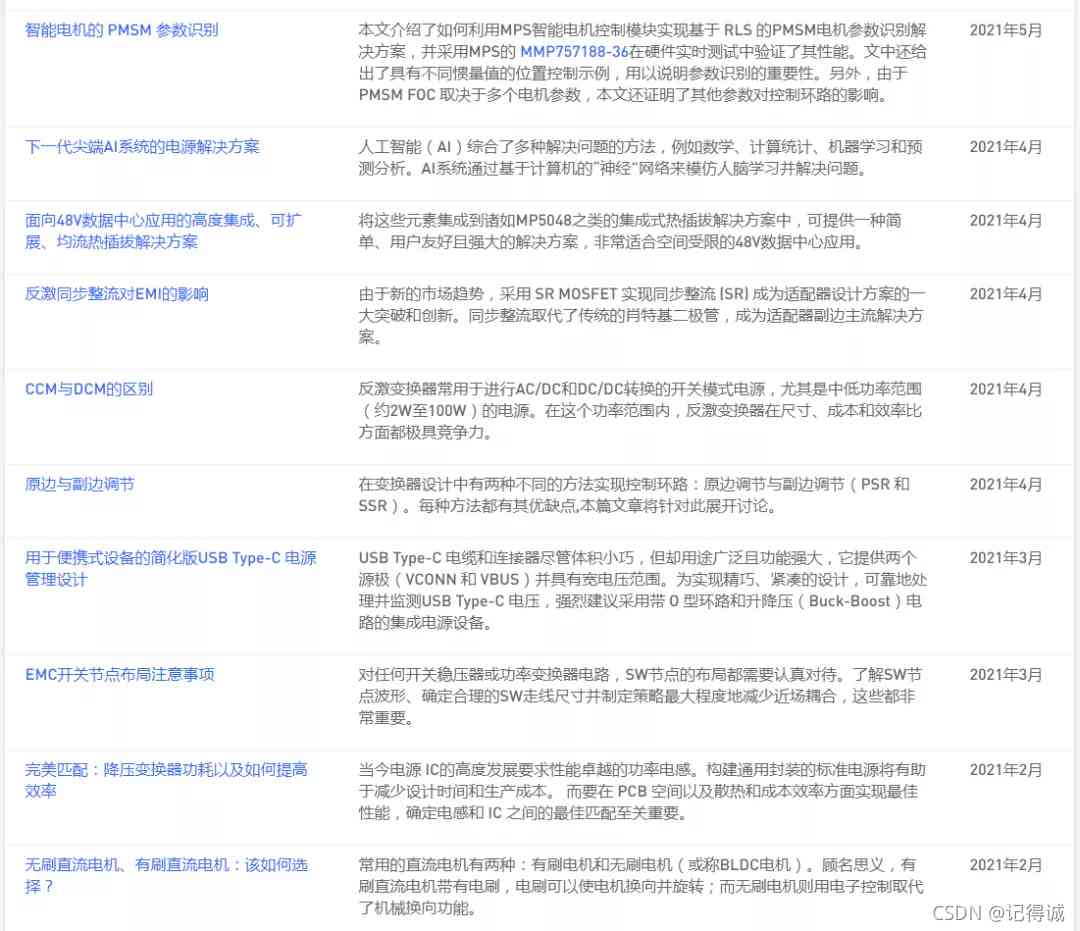 智能电机的 PMSM 参数识别
本文介绍了如何利用MPS智能电机控制模块实现基于 RLS 的PMSM电机参数识别解
决方案，并采用MPS的 MMP757188-36在硬件实时测试中验证了其性能。文中还给
出了具有不同惯量值的位置控制示例，用以说明参数识别的重要性。另外，由于
PMSM FOC 取决于多个电机参数，本文还证明了其他参数对控制环路的影响。
2021年5月
下一代尖端AI系统的电源解决方案
人工智能（AI）综合了多种解决问题的方法，例如数学、计算统计、机器学习和预
测分析。AI系统通过基于计算机的“神经”网络来模仿人脑学习并解决问题。
2021年4月
面向48V数据中心应用的高度集成、可扩
展、均流热插拔解决方案
将这些元素集成到诸如MP5048之类的集成式热插拔解决方案中，可提供一种简
单、用户友好且强大的解决方案，非常适合空间受限的48V数据中心应用。
2021年4月
反激同步整流对EMI的影响
由于新的市场趋势，采用 SR MOSFET 实现同步整流 (SR) 成为适配器设计方案的一
大突破和创新。同步整流取代了传统的肖特基二极管，成为适配器副边主流解决方
案。
2021年4月
CCM与DCM的区别
反激变换器常用于进行AC/DC和DC/DC转换的开关模式电源，尤其是中低功率范围
（约2W至100W）的电源。在这个功率范围内，反激变换器在尺寸、成本和效率比
方面都极具竞争力。
2021年4月
原边与副边调节
在变换器设计中有两种不同的方法实现控制环路：原边调节与副边调节（PSR 和
SSR）。每种方法都有其优缺点,本篇文章将针对此展开讨论。
2021年4月
用于便携式设备的简化版USB Type-C 电源
管理设计
USB Type-C 电缆和连接器尽管体积小巧，但却用途广泛且功能强大，它提供两个
源极（VCONN 和 VBUS）并具有宽电压范围。为实现精巧、紧凑的设计，可靠地处
理并监测USB Type-C 电压，强烈建议采用带 O 型环路和升降压（Buck-Boost）电
路的集成电源设备。
2021年3月
EMC开关节点布局注意事项
对任何开关稳压器或功率变换器电路，SW节点的布局都需要认真对待。了解SW节
点波形、确定合理的SW走线尺寸并制定策略最大程度地减少近场耦合，这些都非
常重要。
2021年3月
完美匹配：降压变换器功耗以及如何提高
效率
当今电源 IC的高度发展要求性能卓越的功率电感。构建通用封装的标准电源将有助
于减少设计时间和生产成本。 而要在 PCB 空间以及散热和成本效率方面实现最佳
性能，确定电感和 IC 之间的最佳匹配至关重要。
2021年2月
无刷直流电机、有刷直流电机：该如何选
择？
常用的直流电机有两种：有刷电机和无刷电机（或称BLDC电机）。顾名思义，有
刷直流电机带有电刷，电刷可以使电机换向并旋转；而无刷电机则用电子控制取代
了机械换向功能。
2021年2月
CSDN @记得诚